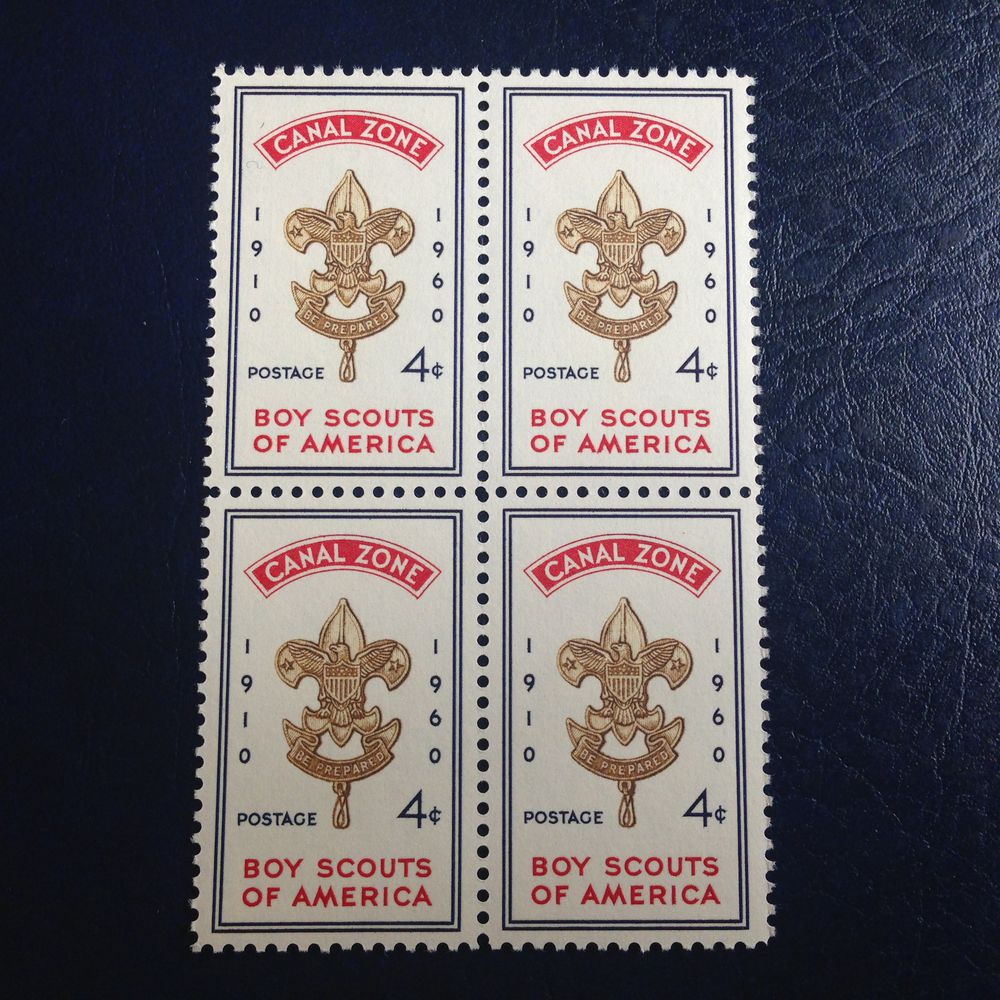 CANAL ZONE
1910 1960
BE PREPARED
POSTAGE 4¢
BOY SCOUTS
OF AMERICA
CANAL ZONE
1910 1960
BE PREPARED
POSTAGE 4¢
BOY SCOUTS
OF AMERICA
CANAL ZONE
1910 1960
BE PREPARED
POSTAGE 4¢
BOY SCOUTS
OF AMERICA
CANAL ZONE
1910 1960
BE PREPARED
POSTAGE 4¢
BOY SCOUTS
OF AMERICA